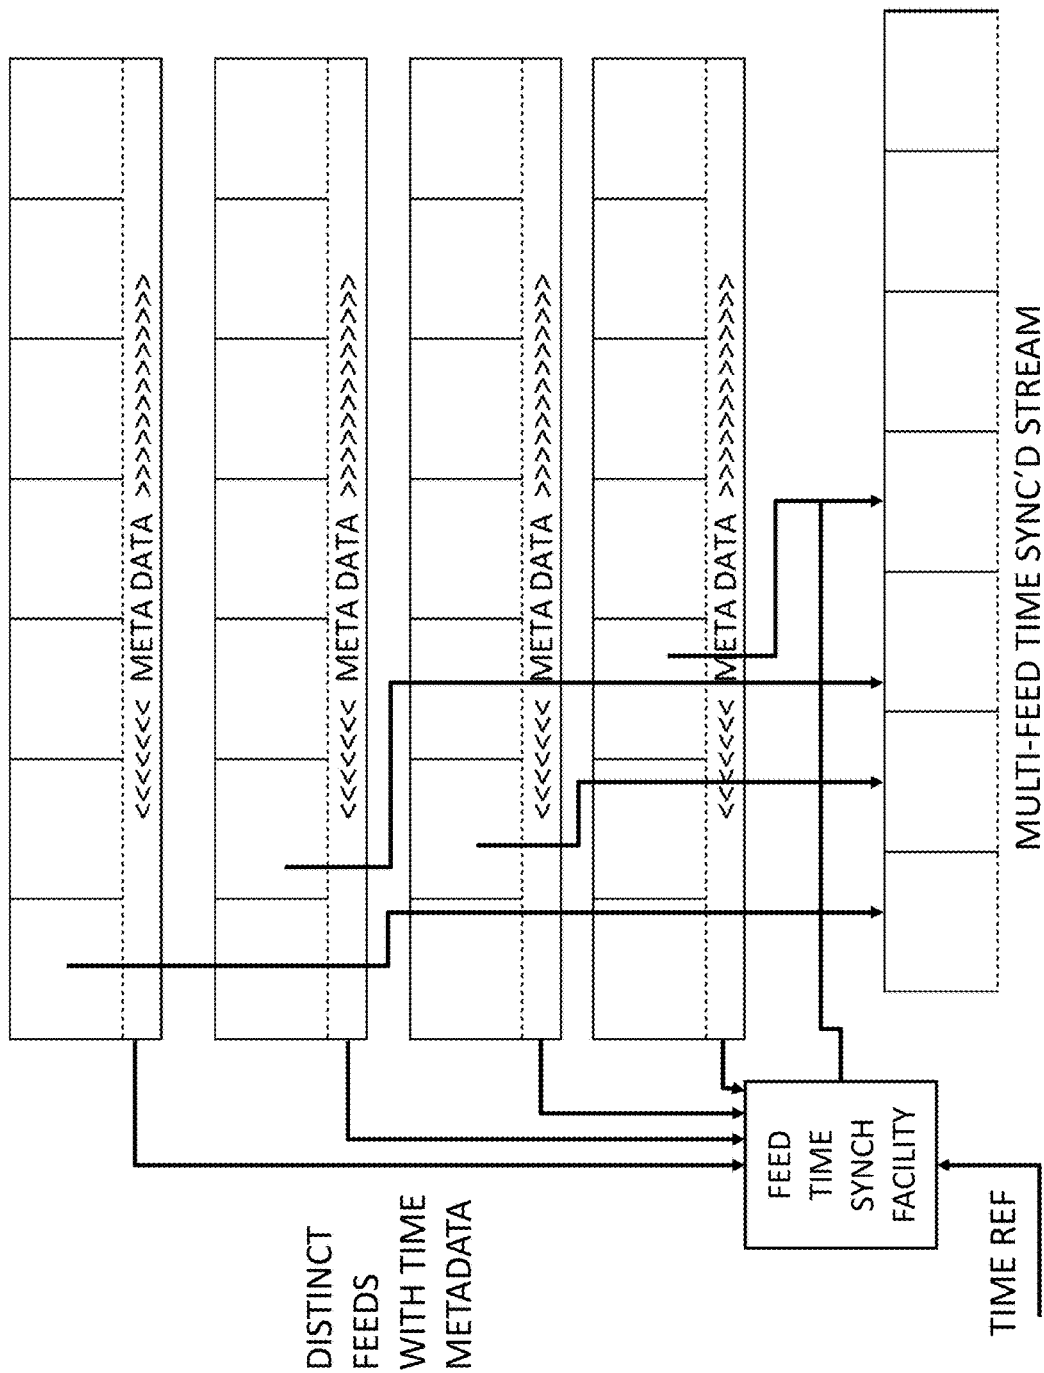 DISTINCT
FEEDS
WITH TIME
METADATA
<<<<<<< META DATA >>>>>>>>>>>>>
<<<<<<< META DATA >>>>>>>>>>>>>
<<<<<<< META DATA >>>>>>>>>>>>>
<<<<<<< META DATA >>>>>>>>>>>>>
FEED
TIME
SYNCH
FACILITY
TIME REF
MULTI-FEED TIME SYNC'D STREAM